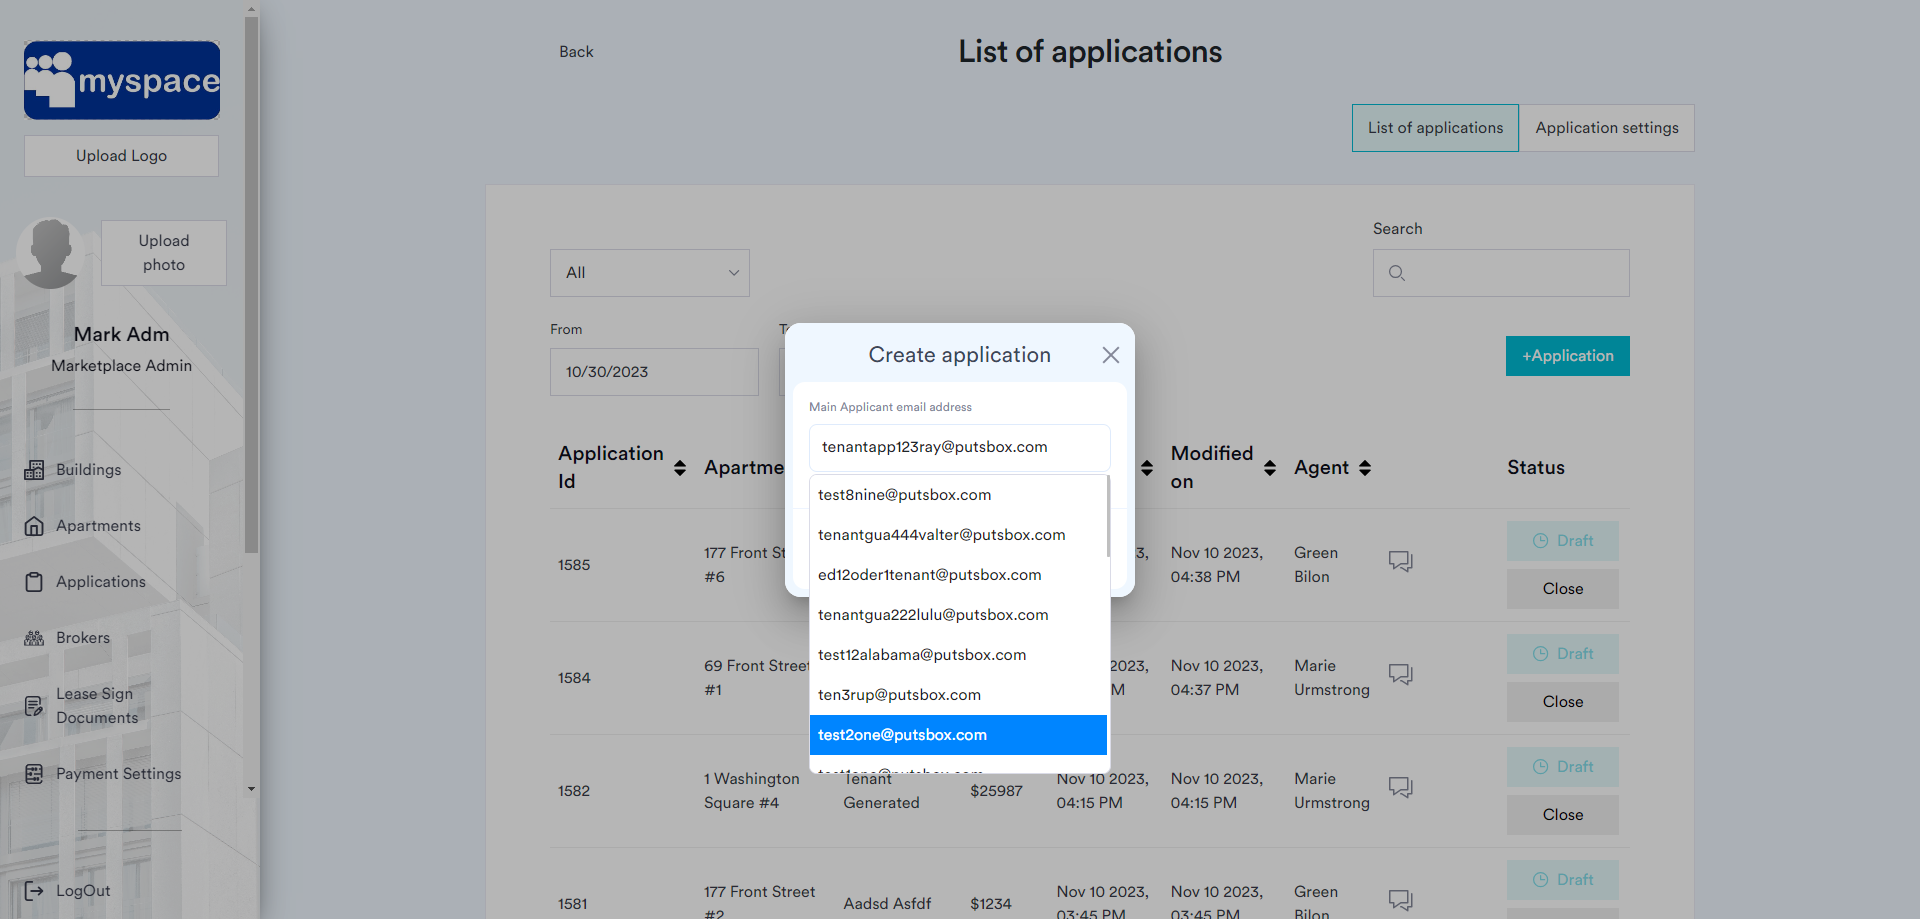 myspace
Upload Logo
Upload
photo
Mark Adm
Marketplace Admin
Buildings
Apartments
Applications
Brokers
Lease Sign
Documents
Payment Settings
LogOut
Back
List of applications
List of applications
Application settings
Search
All
From
10/30/2023
+Application
Create application
Main Applicant email address
tenantapp123ray@putsbox.com
test8nine@putsbox.com
tenantgua444valter@putsbox.com
ed12oder1tenant@putsbox.com
tenantgua222lulu@putsbox.com
test12alabama@putsbox.com
ten3rup@putsbox.com
test2one@putsbox.com
Application
Id
Apartme
Modified
on
Agent
Status
1585
177 Front St
#6
3,
Nov 10 2023,
04:38 PM
Green
Bilon
Draft
Close
1584
69 Front Street
#1
2023,
M
Nov 10 2023,
04:37 PM
Marie
Urmstrong
Draft
Close
1582
1 Washington
Square #4
Tenant
Generated
$25987
Nov 10 2023,
04:15 PM
Nov 10 2023,
04:15 PM
Marie
Urmstrong
Draft
Close
1581
177 Front Street
#2
Aadsd Asfdf
$1234
Nov 10 2023,
03:45 PM
Nov 10 2023,
03:45 PM
Green
Bilon
Draft